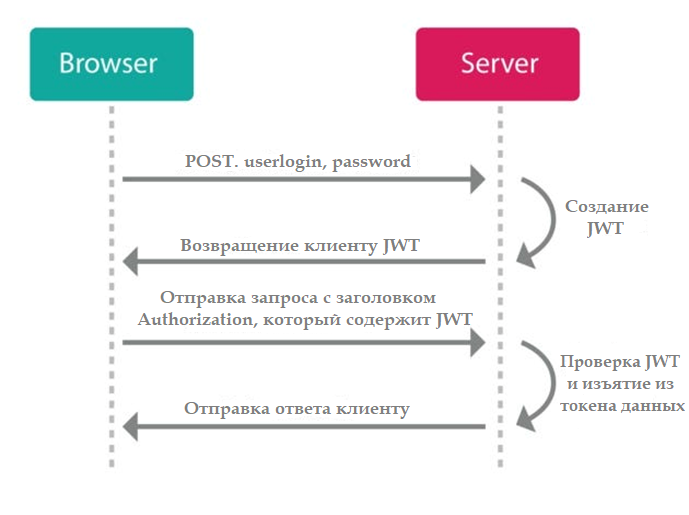 Browser
Server
POST. userlogin, password
Создание
JWT
Возвращение клиенту JWT
Отправка запроса с заголовком
Authorization, который содержит JWT
Проверка JWT
и изъятие из
токена данных
Отправка ответа клиенту